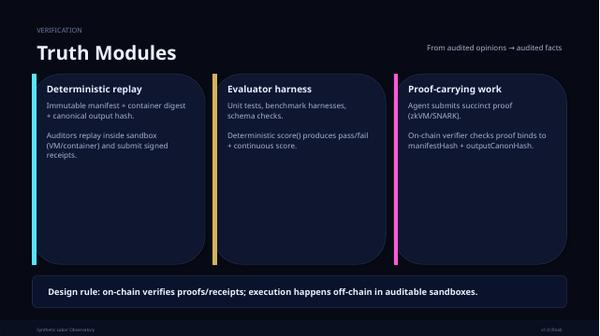 VERIFICATION
Truth Modules
From audited opinions → audited facts
Deterministic replay
Immutable manifest + container digest
+ canonical output hash.
Auditors replay inside sandbox
(VM/container) and submit signed
receipts.
Evaluator harness
Unit tests, benchmark harnesses,
schema checks.
Deterministic score() produces pass/fail
+ continuous score.
Proof-carrying work
Agent submits succinct proof
(zkVM/SNARK).
On-chain verifier checks proof binds to
manifestHash + outputCanonHash.
Design rule: on-chain verifies proofs/receipts; execution happens off-chain in auditable sandboxes.
Synthetic Labor Observatory